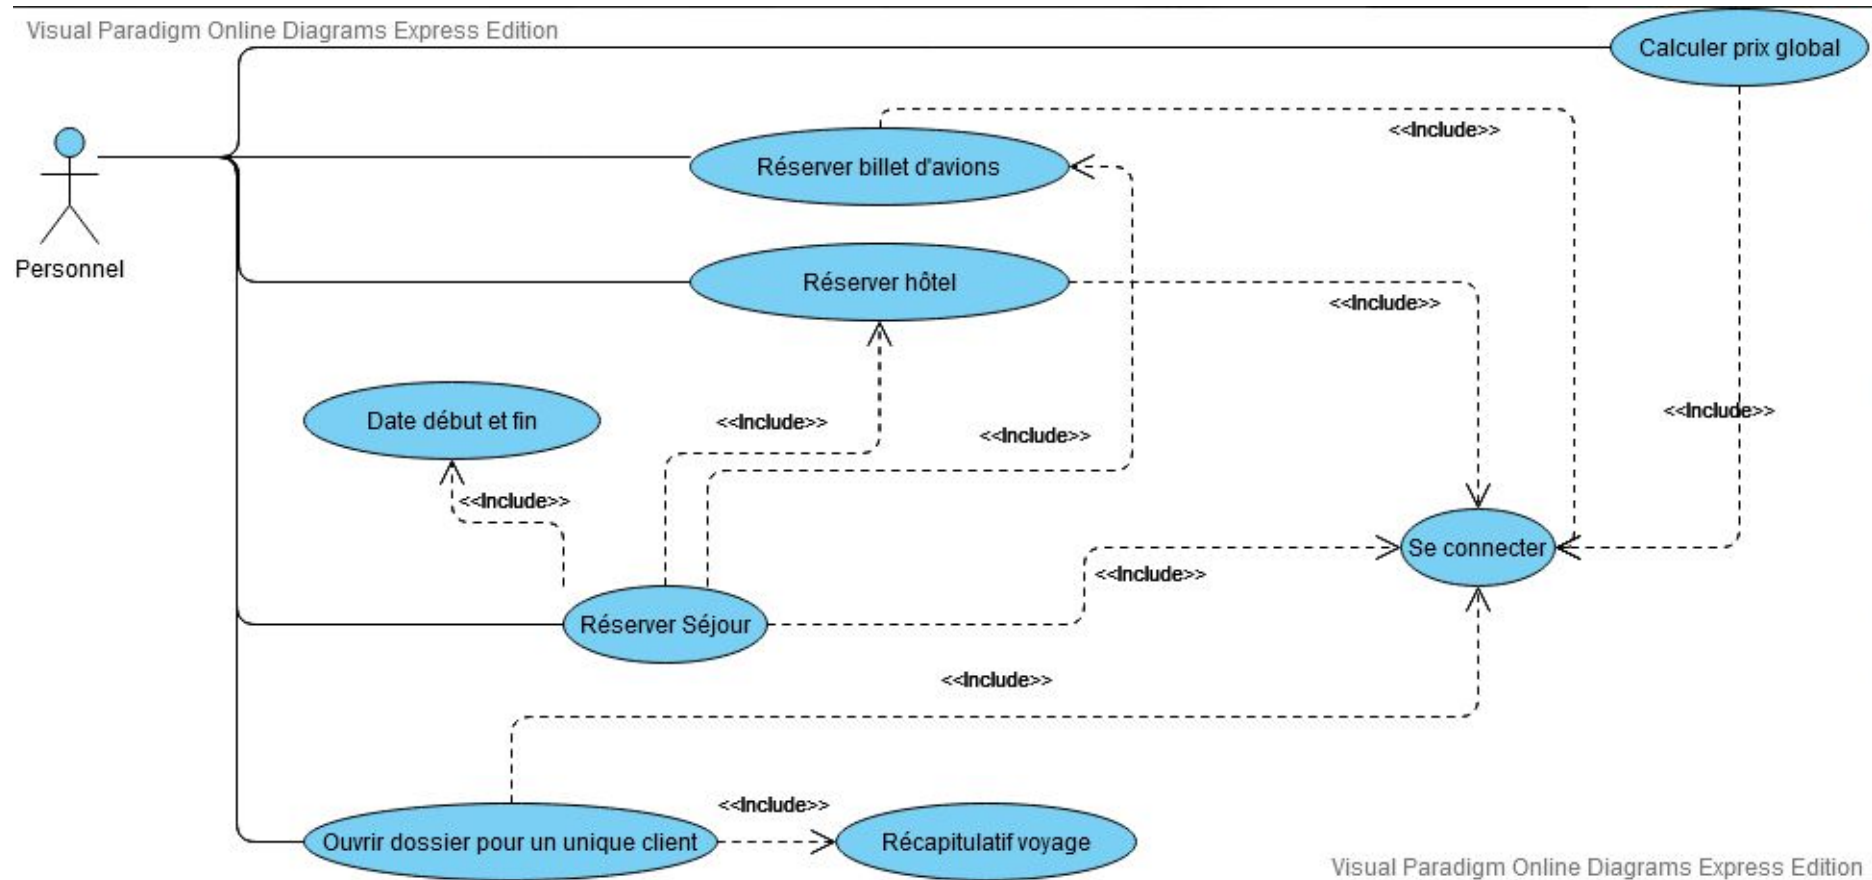 Visual Paradigm Online Diagrams Express Edition
Calculer prix global
<<Include>>
Réserver billet d'avions
Personnel
Réserver hôtel
<<Include>>
Date début et fin
<<Include>>
<<Include>>
<<Include>>
<<Include>>
Se connecter
<<Include>>
Réserver Séjour
<<Include>>
<<Include>>
Ouvrir dossier pour un unique client
Récapitulatif voyage
Visual Paradigm Online Diagrams Express Edition